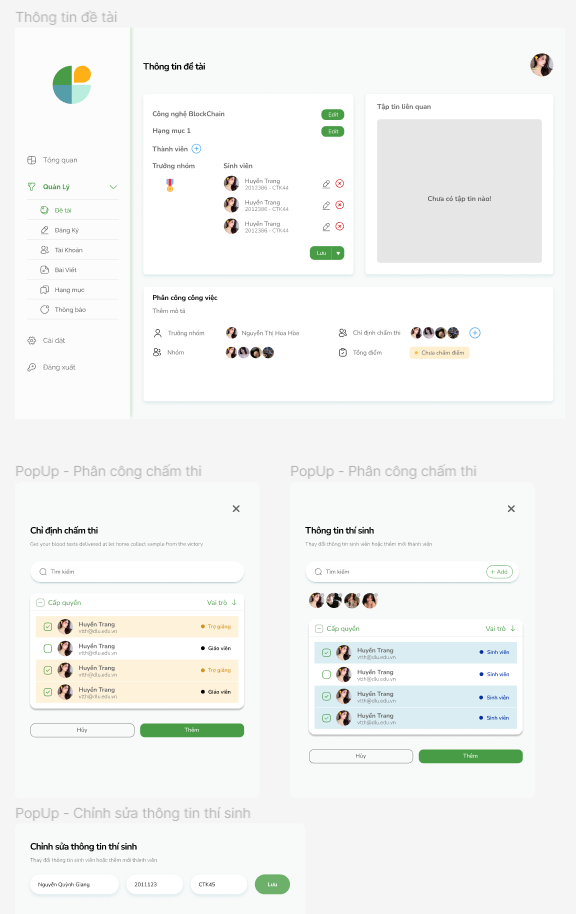 Thông tin đề tài
Thông tin đề tài
Công nghệ BlockChain
Edit
Hạng mục 1
Edit
Thành viên
Trưởng nhóm
Sinh viên
Huyền Trang
2012386 - CTK44
Huyền Trang
2012386 - CTK44
Huyền Trang
2012386 - CTK44
Lưu
Tập tin liên quan
Chưa có tập tin nào!
Tổng quan
Quản Lý
Đề tài
Đăng Ký
Tài Khoản
Bài Viết
Hạng mục
Thông báo
Cài đặt
Đăng xuất
Phân công công việc
Thêm mô tả
Trưởng nhóm
Nguyễn Thị Hoa Hòe
Chỉ định chấm thi
Nhóm
Tổng điểm
Chưa chấm điểm
PopUp - Phân công chấm thi
Chỉ định chấm thi
Get your blood tests delivered at let home collect sample from the victory
Tìm kiếm
Cấp quyền
Vai trò
Huyền Trang
vtth@dlu.edu.vn
Trợ giảng
Huyền Trang
vtth@dlu.edu.vn
Giáo viên
Huyền Trang
vtth@dlu.edu.vn
Trợ giảng
Huyền Trang
vtth@dlu.edu.vn
Giáo viên
Hủy
Thêm
PopUp - Phân công chấm thi
Thông tin thí sinh
Thay đổi thông tin sinh viên hoặc thêm mới thành viên
Tìm kiếm
+ Add
Cấp quyền
Vai trò
Huyền Trang
vtth@dlu.edu.vn
Sinh viên
Huyền Trang
vtth@dlu.edu.vn
Sinh viên
Huyền Trang
vtth@dlu.edu.vn
Sinh viên
Huyền Trang
vtth@dlu.edu.vn
Sinh viên
Hủy
Thêm
PopUp - Chỉnh sửa thông tin thí sinh
Chỉnh sửa thông tin thí sinh
Thay đổi thông tin sinh viên hoặc thêm mới thành viên
Nguyễn Quỳnh Giang
2011123
CTK45
Lưu